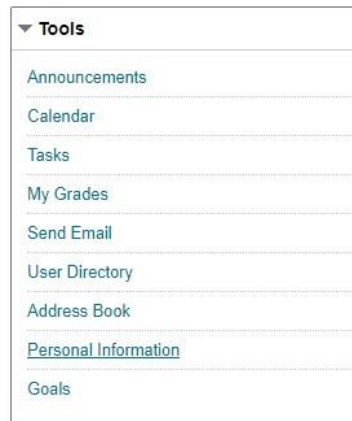 Tools
Announcements
Calendar
Tasks
My Grades
Send Email
User Directory
Address Book
Personal Information
Goals